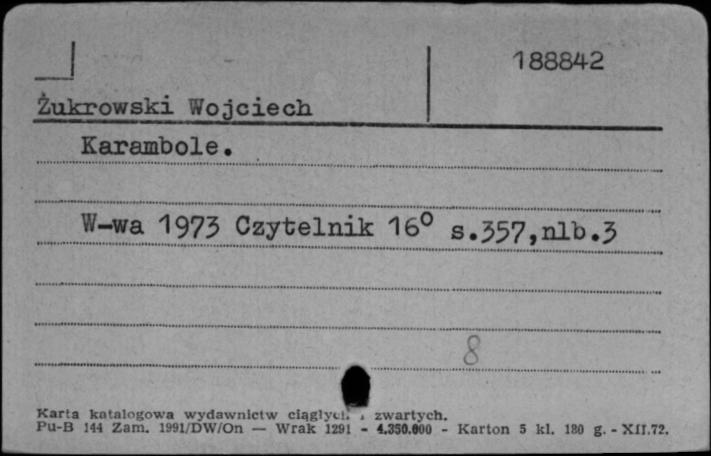 188842
Żukrowski Wojciech
Karambole.
W-wa 1973 Czytelnik 16° s.357,nlb.3
8
Karta katalogowa wydawnictw ciągłych i zwartych.
Pu-B 144 Zam. 1991/DW/On — Wrak 1291 - 4.350.000 - Karton 5 kl. 180 g. - XII.72.